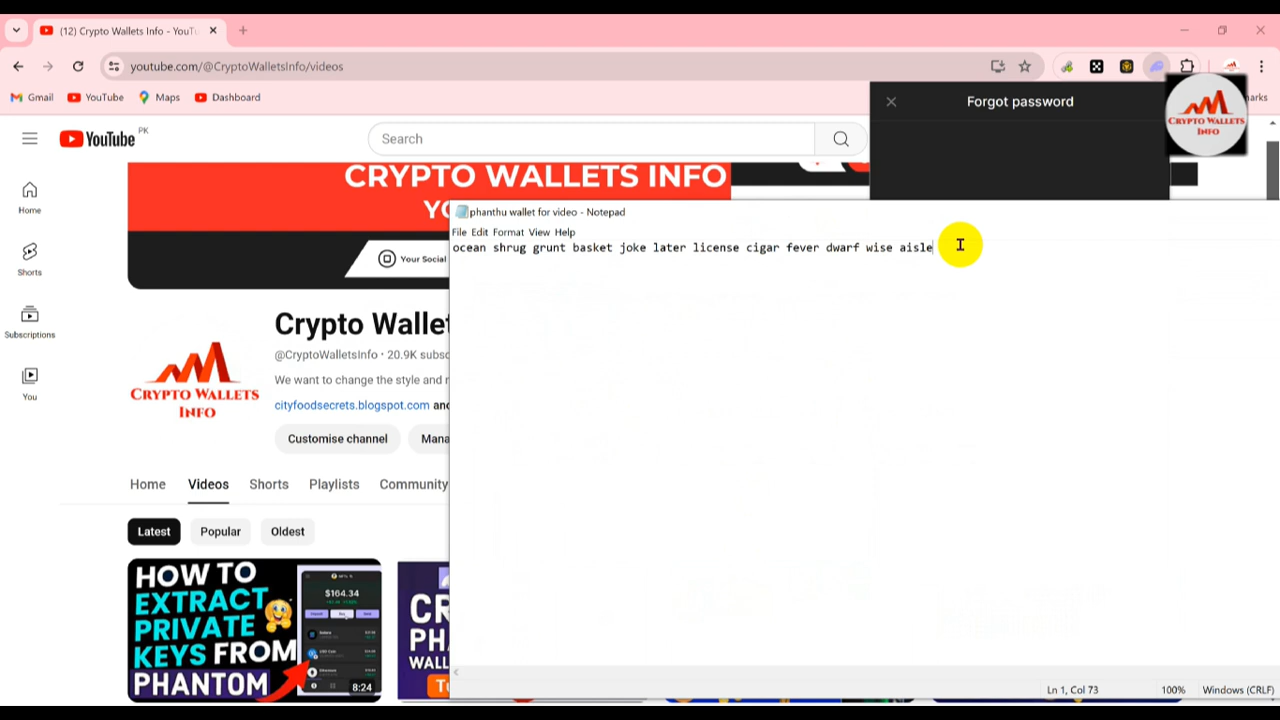 (12) Crypto Wallets Info - YouT
youtube.com/@CryptoWalletsInfo/videos
Gmail YouTube Maps Dashboard
Forgot password
CRYPTO WALLETS
INFO
YouTube PK
Search
CRYPTO WALLETS INFO
Your Social
phanthu wallet for video - Notepad
File Edit Format View Help
ocean shrug grunt basket joke later license cigar fever dwarf wise aisle
Home
Shorts
Subscriptions
You
CRYPTO WALLETS
INFO
@CryptoWalletsInfo • 20.9K
We want to change the style and
cityfoodsecrets.blogspot.com
Customise channel
Home Videos Shorts Playlists Community
Latest Popular Oldest
HOW TO
EXTRACT
PRIVATE
KEYS FROM
PHANTOM
$164.34
8:24
Ln 1, Col 73 100% Windows (CRLF)